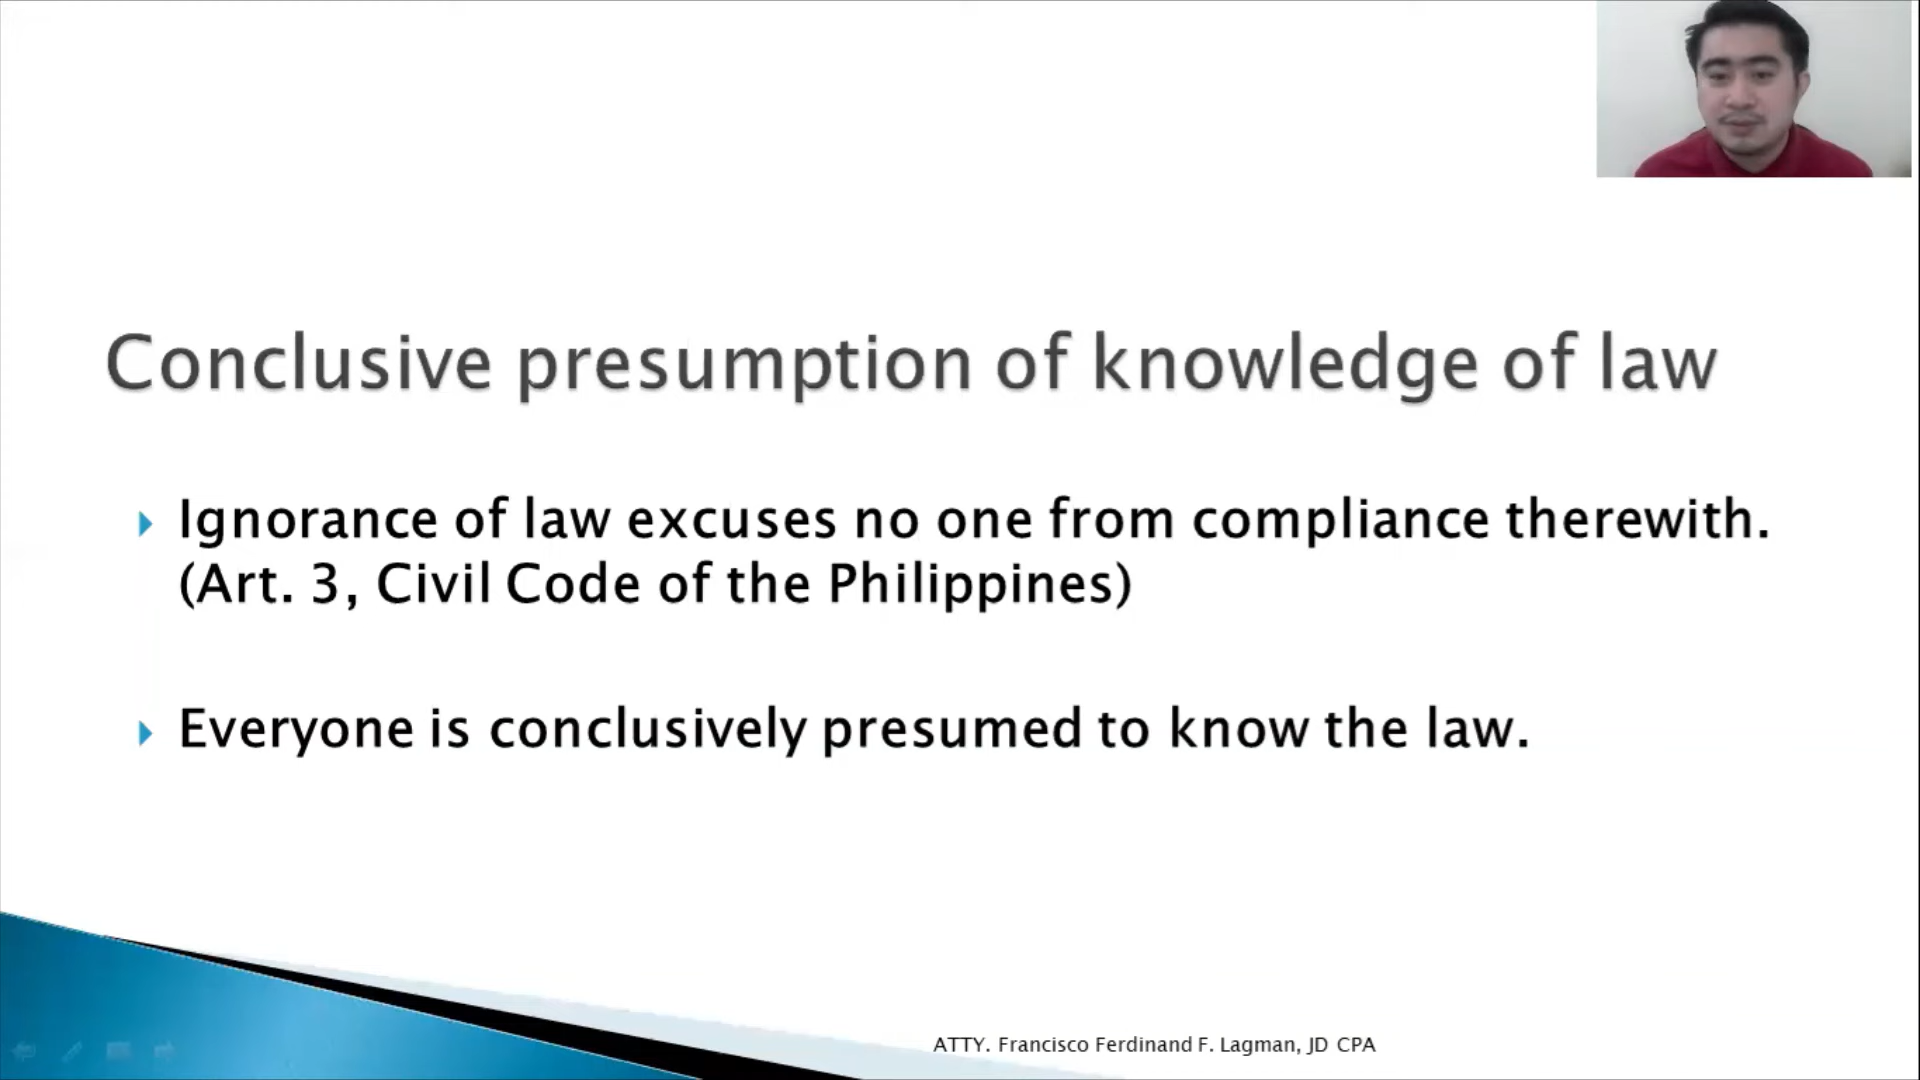 Conclusive presumption of knowledge of law
Ignorance of law excuses no one from compliance therewith.
(Art. 3, Civil Code of the Philippines)
Everyone is conclusively presumed to know the law.
ATTY. Francisco Ferdinand F. Lagman, JD CPA